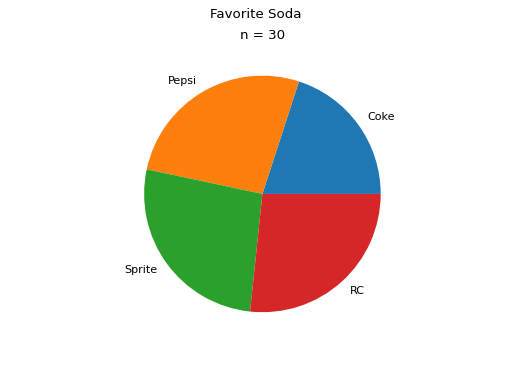 Favorite Soda
n = 30
Pepsi
Coke
Sprite
RC